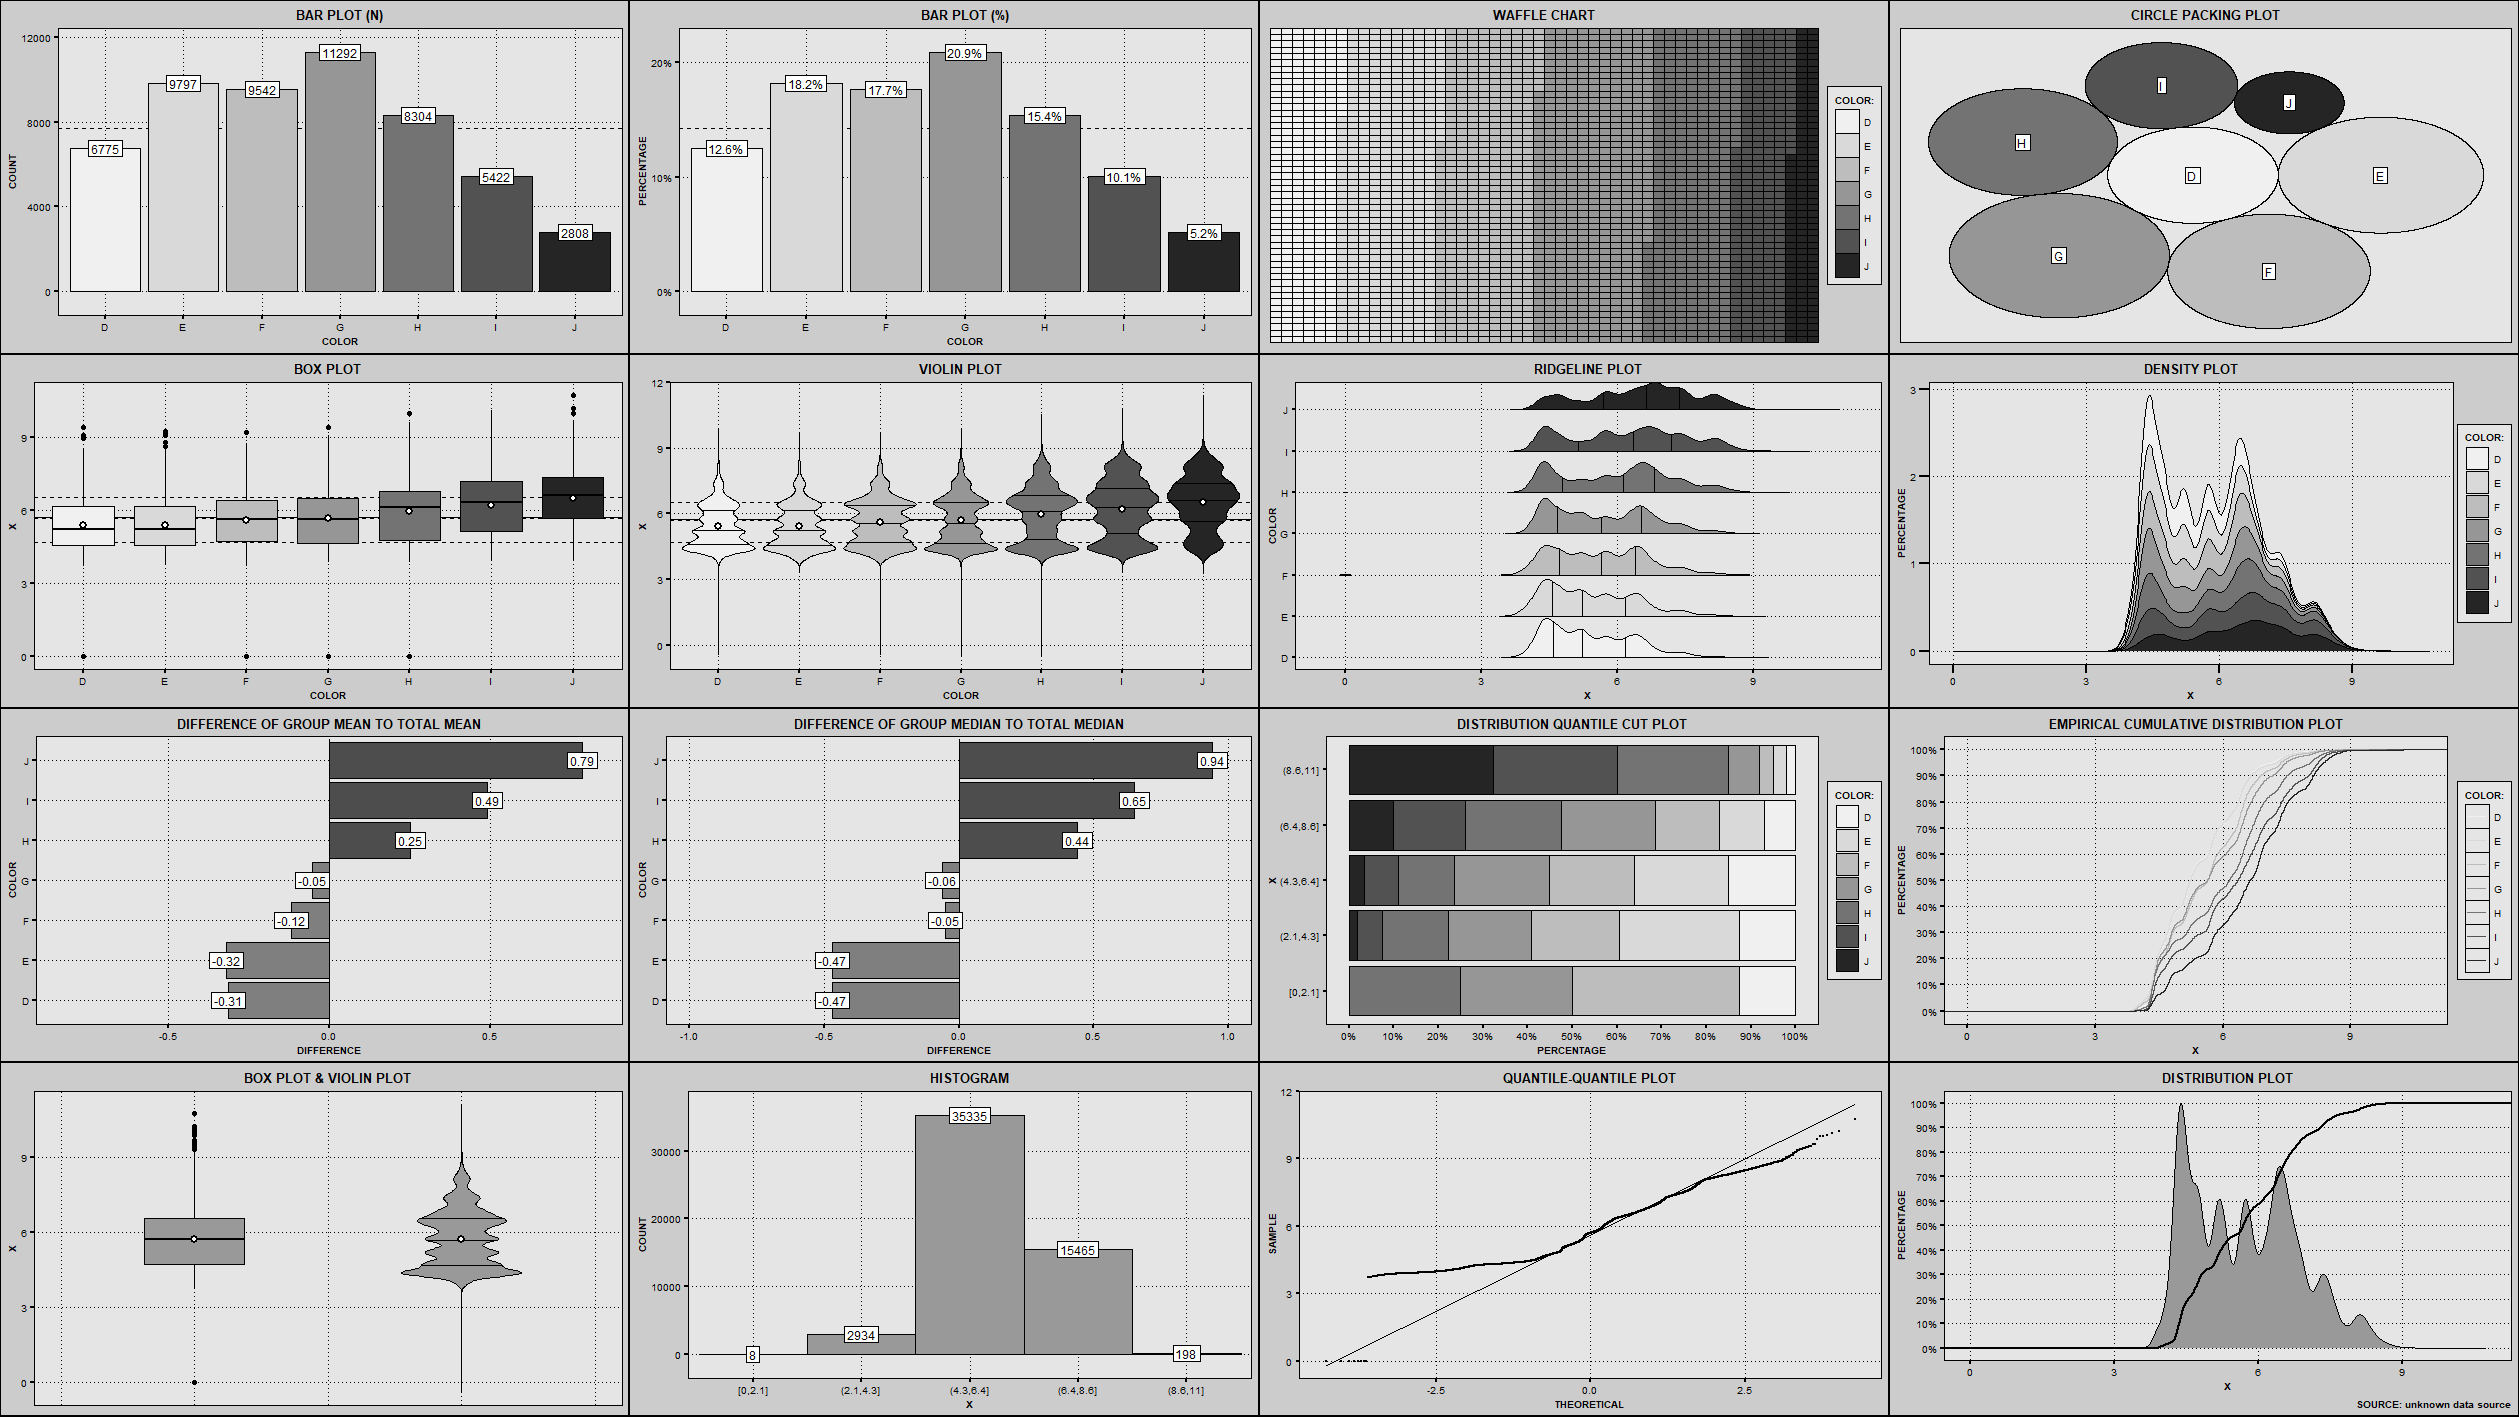 BAR PLOT (N)
12000
8000
4000
0
COUNT
6775
9797
9542
11292
8304
5422
2808
D E F G H I J
COLOR
BAR PLOT (%)
20%
10%
0%
PERCENTAGE
12.6%
18.2%
17.7%
20.9%
15.4%
10.1%
5.2%
D E F G H I J
COLOR
WAFFLE CHART
COLOR:
D
E
F
G
H
I
J
CIRCLE PACKING PLOT
I
J
H
D
E
G
F
BOX PLOT
9
6
3
0
X
D E F G H I J
COLOR
VIOLIN PLOT
12
9
6
3
0
X
D E F G H I J
COLOR
RIDGELINE PLOT
J
I
H
G
F
E
D
COLOR
0 3 6 9
X
DENSITY PLOT
3
2
1
0
PERCENTAGE
0 3 6 9
X
COLOR:
D
E
F
G
H
I
J
DIFFERENCE OF GROUP MEAN TO TOTAL MEAN
J 0.79
I 0.49
H 0.25
G -0.05
F -0.12
E -0.32
D -0.31
COLOR
-0.5 0.0 0.5
DIFFERENCE
DIFFERENCE OF GROUP MEDIAN TO TOTAL MEDIAN
J 0.94
I 0.65
H 0.44
G -0.06
F -0.05
E -0.47
D -0.47
COLOR
-1.0 -0.5 0.0 0.5 1.0
DIFFERENCE
DISTRIBUTION QUANTILE CUT PLOT
(8.6,11]
(6.4,8.6]
(4.3,6.4]
(2.1,4.3]
[0,2.1]
X
0% 10% 20% 30% 40% 50% 60% 70% 80% 90% 100%
PERCENTAGE
COLOR:
D
E
F
G
H
I
J
EMPIRICAL CUMULATIVE DISTRIBUTION PLOT
100%
90%
80%
70%
60%
50%
40%
30%
20%
10%
0%
PERCENTAGE
0 3 6 9
X
COLOR:
D
E
F
G
H
I
J
BOX PLOT & VIOLIN PLOT
9
6
3
0
X
HISTOGRAM
30000
20000
10000
0
COUNT
8
2934
35335
15465
198
[0,2.1] (2.1,4.3] (4.3,6.4] (6.4,8.6] (8.6,11]
X
QUANTILE-QUANTILE PLOT
12
9
6
3
0
SAMPLE
-2.5 0.0 2.5
THEORETICAL
DISTRIBUTION PLOT
100%
90%
80%
70%
60%
50%
40%
30%
20%
10%
0%
PERCENTAGE
0 3 6 9
X
SOURCE: unknown data source